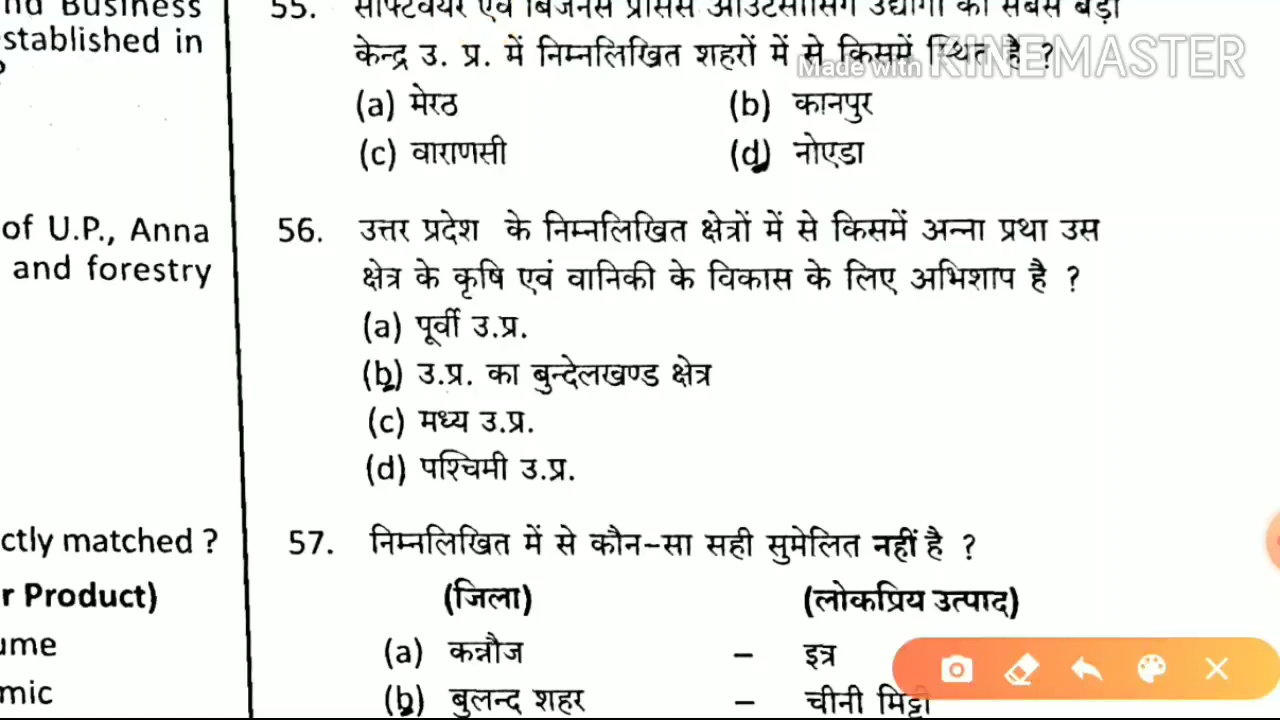 nd Business
stablished in
?
of U.P., Anna
and forestry
ctly matched ?
r Product)
ume
mic
55. सॉफ्टवेयर एवं बिजनेस प्रोसेस आउटसोर्सिंग उद्योगों का सबसे बड़ा
केन्द्र उ. प्र. में निम्नलिखित शहरों में से किसमें स्थित है ?
Made with KINEMASTER
(a) मेरठ (b) कानपुर
(c) वाराणसी (d) नोएडा
56. उत्तर प्रदेश के निम्नलिखित क्षेत्रों में से किसमें अन्ना प्रथा उस
क्षेत्र के कृषि एवं वानिकी के विकास के लिए अभिशाप है ?
(a) पूर्वी उ.प्र.
(b) उ.प्र. का बुन्देलखण्ड क्षेत्र
(c) मध्य उ.प्र.
(d) पश्चिमी उ.प्र.
57. निम्नलिखित में से कौन-सा सही सुमेलित नहीं है ?
(जिला) (लोकप्रिय उत्पाद)
(a) कन्नौज – इत्र
(b) बुलन्द शहर – चीनी मिट्टी